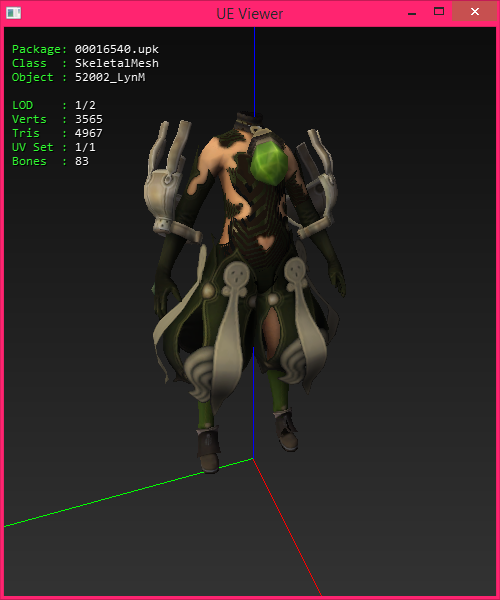 UE Viewer
Package: 00016540.upk
Class  : SkeletalMesh
Object : 52002_LynM
LOD    : 1/2
Verts  : 3565
Tris   : 4967
UV Set : 1/1
Bones  : 83